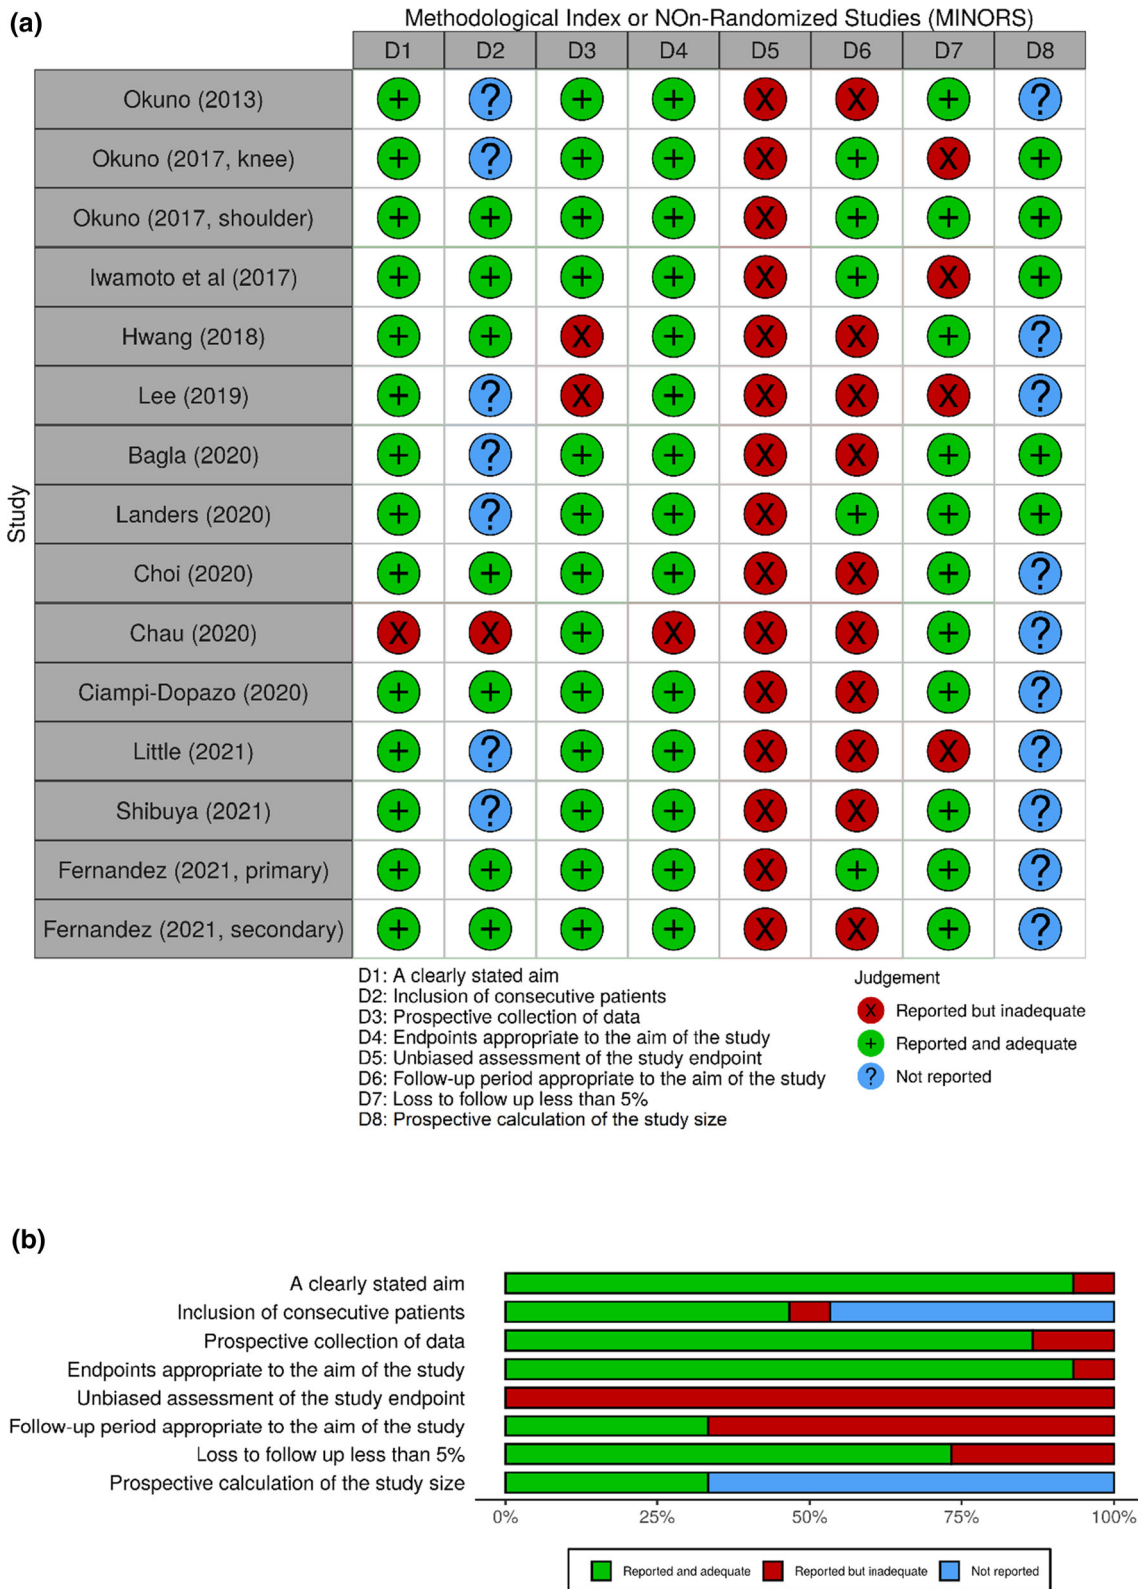 (a)
Methodological Index or NOn-Randomized Studies (MINORS)
D1 D2 D3 D4 D5 D6 D7 D8
Study
Okuno (2013) + ? + + X X + ?
Okuno (2017, knee) + ? + + X + X +
Okuno (2017, shoulder) + + + + X + + +
Iwamoto et al (2017) + + + + X + X +
Hwang (2018) + + X + X X + ?
Lee (2019) + ? X + X X X ?
Bagla (2020) + ? + + X X + +
Landers (2020) + ? + + X + + +
Choi (2020) + + + + X X + ?
Chau (2020) X X + X X X + ?
Ciampi-Dopazo (2020) + + + + X X + ?
Little (2021) + ? + + X X X ?
Shibuya (2021) + ? + + X X + ?
Fernandez (2021, primary) + + + + X + + ?
Fernandez (2021, secondary) + + + + X X + ?
D1: A clearly stated aim
D2: Inclusion of consecutive patients
D3: Prospective collection of data
D4: Endpoints appropriate to the aim of the study
D5: Unbiased assessment of the study endpoint
D6: Follow-up period appropriate to the aim of the study
D7: Loss to follow up less than 5%
D8: Prospective calculation of the study size
Judgement
X Reported but inadequate
+ Reported and adequate
? Not reported
(b)
A clearly stated aim
Inclusion of consecutive patients
Prospective collection of data
Endpoints appropriate to the aim of the study
Unbiased assessment of the study endpoint
Follow-up period appropriate to the aim of the study
Loss to follow up less than 5%
Prospective calculation of the study size
0% 25% 50% 75% 100%
Reported and adequate Reported but inadequate Not reported